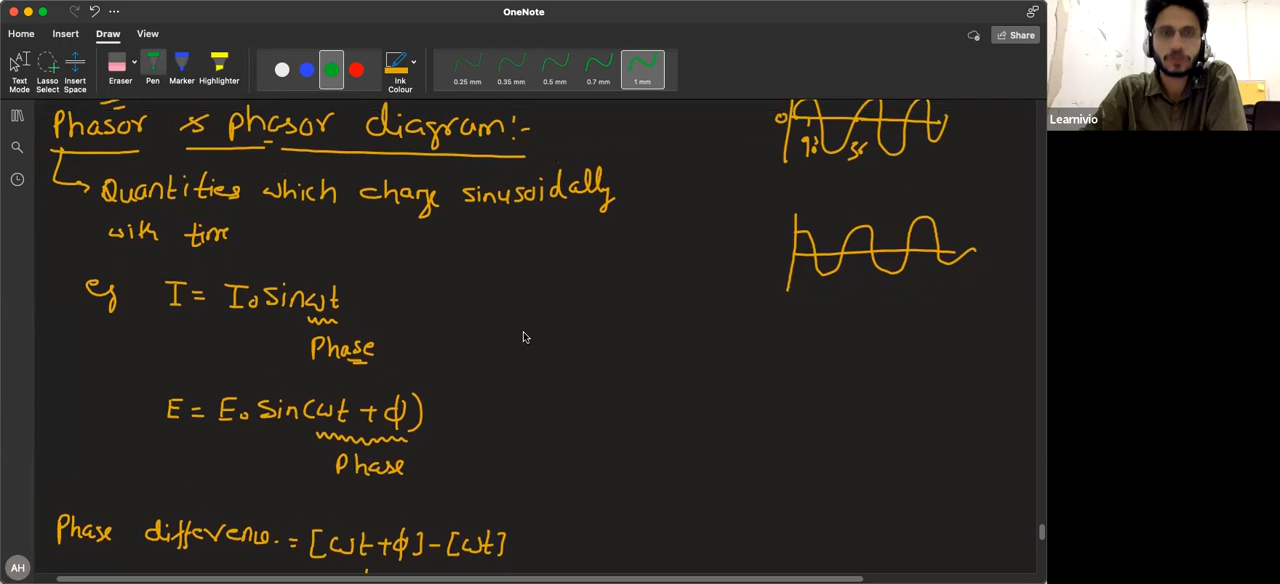 OneNote
Home Insert Draw View
Share
Text Mode
Lasso Select
Insert Space
Eraser
Pen
Marker
Highlighter
Ink Colour
0.25 mm
0.35 mm
0.5 mm
0.7 mm
1 mm
Learnivio
Phasor & phasor diagram:-
Quantities which change sinusoidally
with time
eg I = I₀ sinωt
Phase
E = E₀ sin(ωt + ϕ)
Phase
Phase difference. = [ωt+ϕ]-[ωt]
0
90
AH